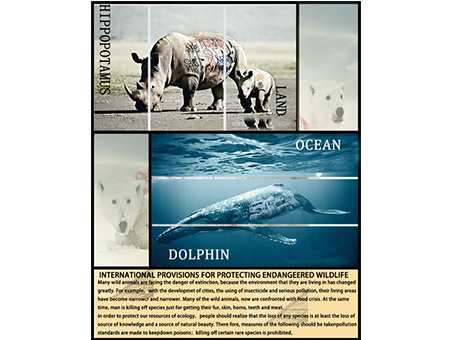 HIPPOPOTAMUS
LAND
OCEAN
DOLPHIN
INTERNATIONAL PROVISIONS FOR PROTECTING ENDANGEERED WILDLIFE
Many wild animals are facing the danger of extinction, because the environment that they are living in has changed
greatly. For example, with the development of cities, the using of insecticide and serious pollution, their living areas
have become narrower and narrower. Many of the wild animals, now are confronted with food crisis. At the same
time, man is killing off species just for getting their fur, skin, horns, teeth and meat.
in order to protect our resources of ecology, people should realize that the loss of any species is at least the loss of
source of knowledge and a source of natural beauty. There fore, measures of the following should be takenpollution
standards are made to keepdown poisons; killing off certain rare species is prohibited,